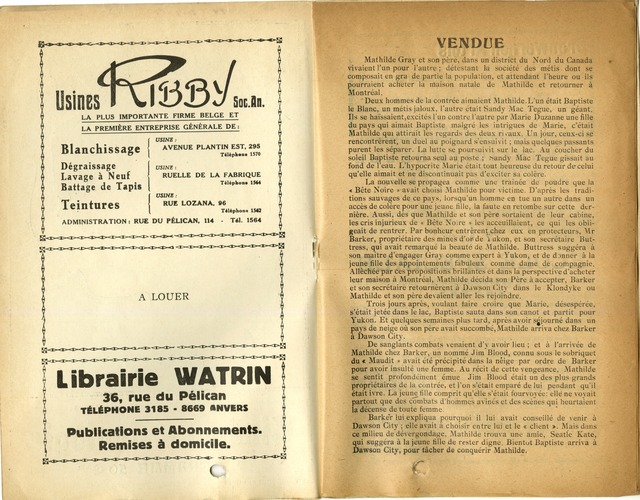 Usines RIBBY Soc. An.
LA PLUS IMPORTANTE FIRME BELGE ET
LA PREMIÈRE ENTREPRISE GÉNÉRALE DE :
Blanchissage
USINE :
AVENUE PLANTIN EST, 295
Téléphone 1570
Dégraissage
Lavage à Neuf
Battage de Tapis
USINE :
RUELLE DE LA FABRIQUE
Téléphone 1564
Teintures
USINE :
RUE LOZANA, 96
Téléphone 1562
ADMINISTRATION : RUE DU PÉLICAN, 114 - Tél. 1564
A LOUER
Librairie WATRIN
36, rue du Pélican
TÉLÉPHONE 3185 - 8669 ANVERS
Publications et Abonnements.
Remises à domicile.
VENDUE
Mathilde Gray et son père, dans un district du Nord du Canada
vivaient l'un pour l'autre ; détestant la société des métis dont se
composait en gra de partie la population, et attendant l'heure où ils
pourraient acheter la maison natale de Mathilde et retourner à
Montréal.
Deux hommes de la contrée aimaient Mathilde. L'un était Baptiste
le Blanc, un métis jaloux, l'autre était Sandy Mac Tegue, un géant.
Ils se haïssaient, excités l'un contre l'autre par Marie Duzanne une fille
du pays qui aimait Baptiste malgré les intrigues de Marie, c'était
Mathilde qui attirait les regards des deux rivaux. Un jour, ceux-ci se
rencontrèrent, un duel au poignard s'ensuivit ; mais quelques passants
purent les séparer. La lutte se poursuivit sur le lac. Au coucher du
soleil Baptiste retourna seul au poste ; Sandy Mac Tegue gissait au
fond de l'eau. L'hypocrite Marie était tout heureuse du retour de celui
qu'elle aimait et ne discontinuait pas d'exciter sa colère.
La nouvelle se propagea comme une trainée de poudre que la
« Bête Noire » avait choisi Mathilde pour victime. D'après les tradi-
tions sauvages de ce pays, lorsqu'un homme en tue un autre dans un
accès de colère pour une jeune fille, la faute en retombe sur cette der-
nière. Aussi, dès que Mathilde et son père sortaient de leur cabine,
les cris injurieux de « Bête Noire » les acceuillaient, ce qui les obli-
geait de rentrer. Par bonheur entrèrent chez eux un protecteurs, Mr
Barker, propriétaire des mines d'or de Yukon, et son secrétaire But-
tress, qui avait remarqué la beauté de Mathilde. Buttress suggéra à
son maître d'engager Gray comme expert à Yukon, et de donner à la
jeune fille des appointements fabuleux comme dame de compagnie.
Allèchée par ces propositions brillantes et dans la perspective d'acheter
leur maison à Montréal, Mathilde décida son Père à accepter. Barker
et son secrétaire retournèrent à Dawson City dans le Klondyke ou
Mathilde et son père devaient aller les rejoindre.
Trois jours après, voulant faire croire que Marie, désespérée,
s'était jetée dans le lac, Baptiste sauta dans son canot et partit pour
Yukon. Et quelques semaines plus tard, après avoir séjourné dans un
pays de neige où son père avait succombé, Mathilde arriva chez Barker
à Dawson City.
De sanglants combats venaient d'y avoir lieu ; et à l'arrivée de
Mathilde chez Barker, un nommé Jim Blood, connu sous le sobriquet
du « Maudit » avait été précipité dans la neige par ordre de Barker
pour avoir insulté une femme. Au récit de cette vengeance, Mathilde
se sentit profondément émue Jim Blood était un des plus grands
propriétaires de la contrée, et l'on s'était emparé de lui pendant qu'il
était ivre. La jeune fille comprit qu'elle s'était fourvoyée: elle ne voyait
partout que des combats d'hommes avinés et des scènes qui heurtaient
la décense de toute femme.
Barker lui expliqua pourquoi il lui avait conseillé de venir à
Dawson City ; elle avait à choisir entre lui et le « client ». Mais dans
ce milieu de dévergondage, Mathilde trouva une amie, Seatle Kate,
qui suggéra à la jeune fille de rester digne. Bientôt Baptiste arriva à
Dawson City, pour tâcher de conquérir Mathilde.